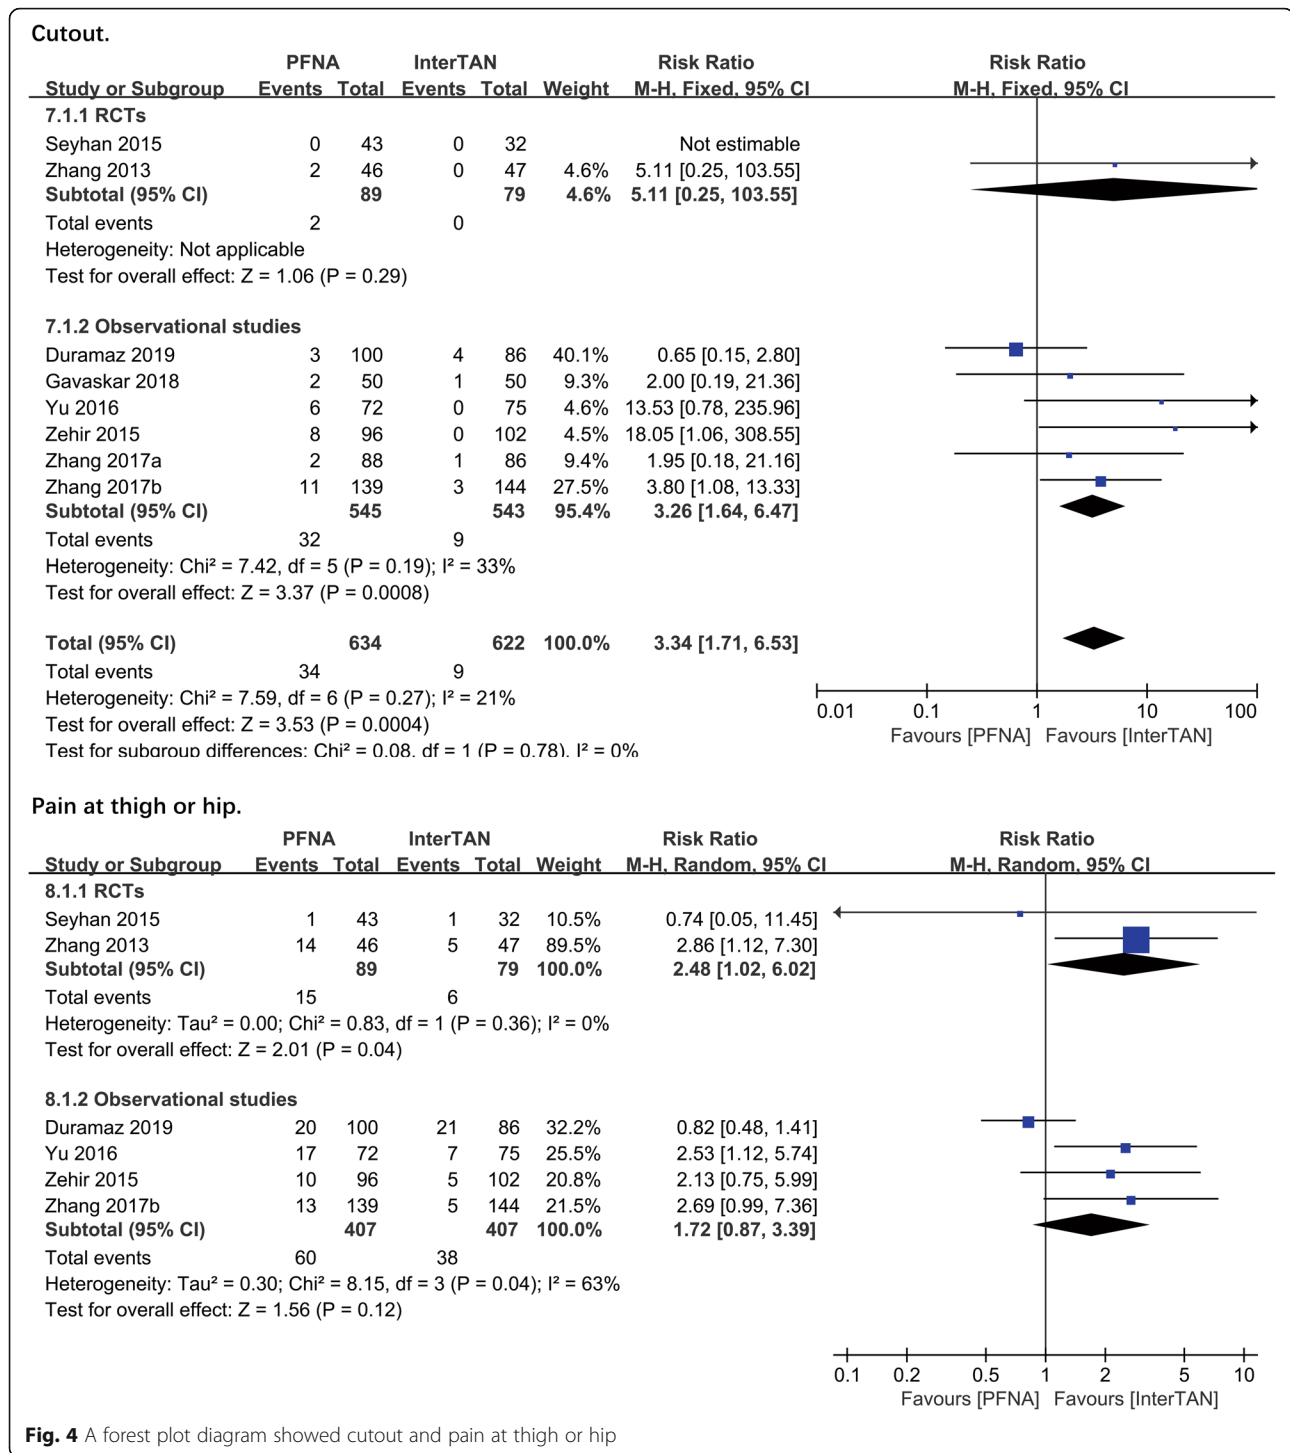 Cutout.
PFNA InterTAN Risk Ratio Risk Ratio
Study or Subgroup Events Total Events Total Weight M-H, Fixed, 95% CI M-H, Fixed, 95% CI
7.1.1 RCTs
Seyhan 2015 0 43 0 32 Not estimable
Zhang 2013 2 46 0 47 4.6% 5.11 [0.25, 103.55]
Subtotal (95% CI) 89 79 4.6% 5.11 [0.25, 103.55]
Total events 2 0
Heterogeneity: Not applicable
Test for overall effect: Z = 1.06 (P = 0.29)
7.1.2 Observational studies
Duramaz 2019 3 100 4 86 40.1% 0.65 [0.15, 2.80]
Gavaskar 2018 2 50 1 50 9.3% 2.00 [0.19, 21.36]
Yu 2016 6 72 0 75 4.6% 13.53 [0.78, 235.96]
Zehir 2015 8 96 0 102 4.5% 18.05 [1.06, 308.55]
Zhang 2017a 2 88 1 86 9.4% 1.95 [0.18, 21.16]
Zhang 2017b 11 139 3 144 27.5% 3.80 [1.08, 13.33]
Subtotal (95% CI) 545 543 95.4% 3.26 [1.64, 6.47]
Total events 32 9
Heterogeneity: Chi² = 7.42, df = 5 (P = 0.19); I² = 33%
Test for overall effect: Z = 3.37 (P = 0.0008)
Total (95% CI) 634 622 100.0% 3.34 [1.71, 6.53]
Total events 34 9
Heterogeneity: Chi² = 7.59, df = 6 (P = 0.27); I² = 21%
Test for overall effect: Z = 3.53 (P = 0.0004)
Test for subgroup differences: Chi² = 0.08, df = 1 (P = 0.78), I² = 0%
0.01 0.1 1 10 100
Favours [PFNA] Favours [InterTAN]
Pain at thigh or hip.
PFNA InterTAN Risk Ratio Risk Ratio
Study or Subgroup Events Total Events Total Weight M-H, Random, 95% CI M-H, Random, 95% CI
8.1.1 RCTs
Seyhan 2015 1 43 1 32 10.5% 0.74 [0.05, 11.45]
Zhang 2013 14 46 5 47 89.5% 2.86 [1.12, 7.30]
Subtotal (95% CI) 89 79 100.0% 2.48 [1.02, 6.02]
Total events 15 6
Heterogeneity: Tau² = 0.00; Chi² = 0.83, df = 1 (P = 0.36); I² = 0%
Test for overall effect: Z = 2.01 (P = 0.04)
8.1.2 Observational studies
Duramaz 2019 20 100 21 86 32.2% 0.82 [0.48, 1.41]
Yu 2016 17 72 7 75 25.5% 2.53 [1.12, 5.74]
Zehir 2015 10 96 5 102 20.8% 2.13 [0.75, 5.99]
Zhang 2017b 13 139 5 144 21.5% 2.69 [0.99, 7.36]
Subtotal (95% CI) 407 407 100.0% 1.72 [0.87, 3.39]
Total events 60 38
Heterogeneity: Tau² = 0.30; Chi² = 8.15, df = 3 (P = 0.04); I² = 63%
Test for overall effect: Z = 1.56 (P = 0.12)
0.1 0.2 0.5 1 2 5 10
Favours [PFNA] Favours [InterTAN]
Fig. 4 A forest plot diagram showed cutout and pain at thigh or hip